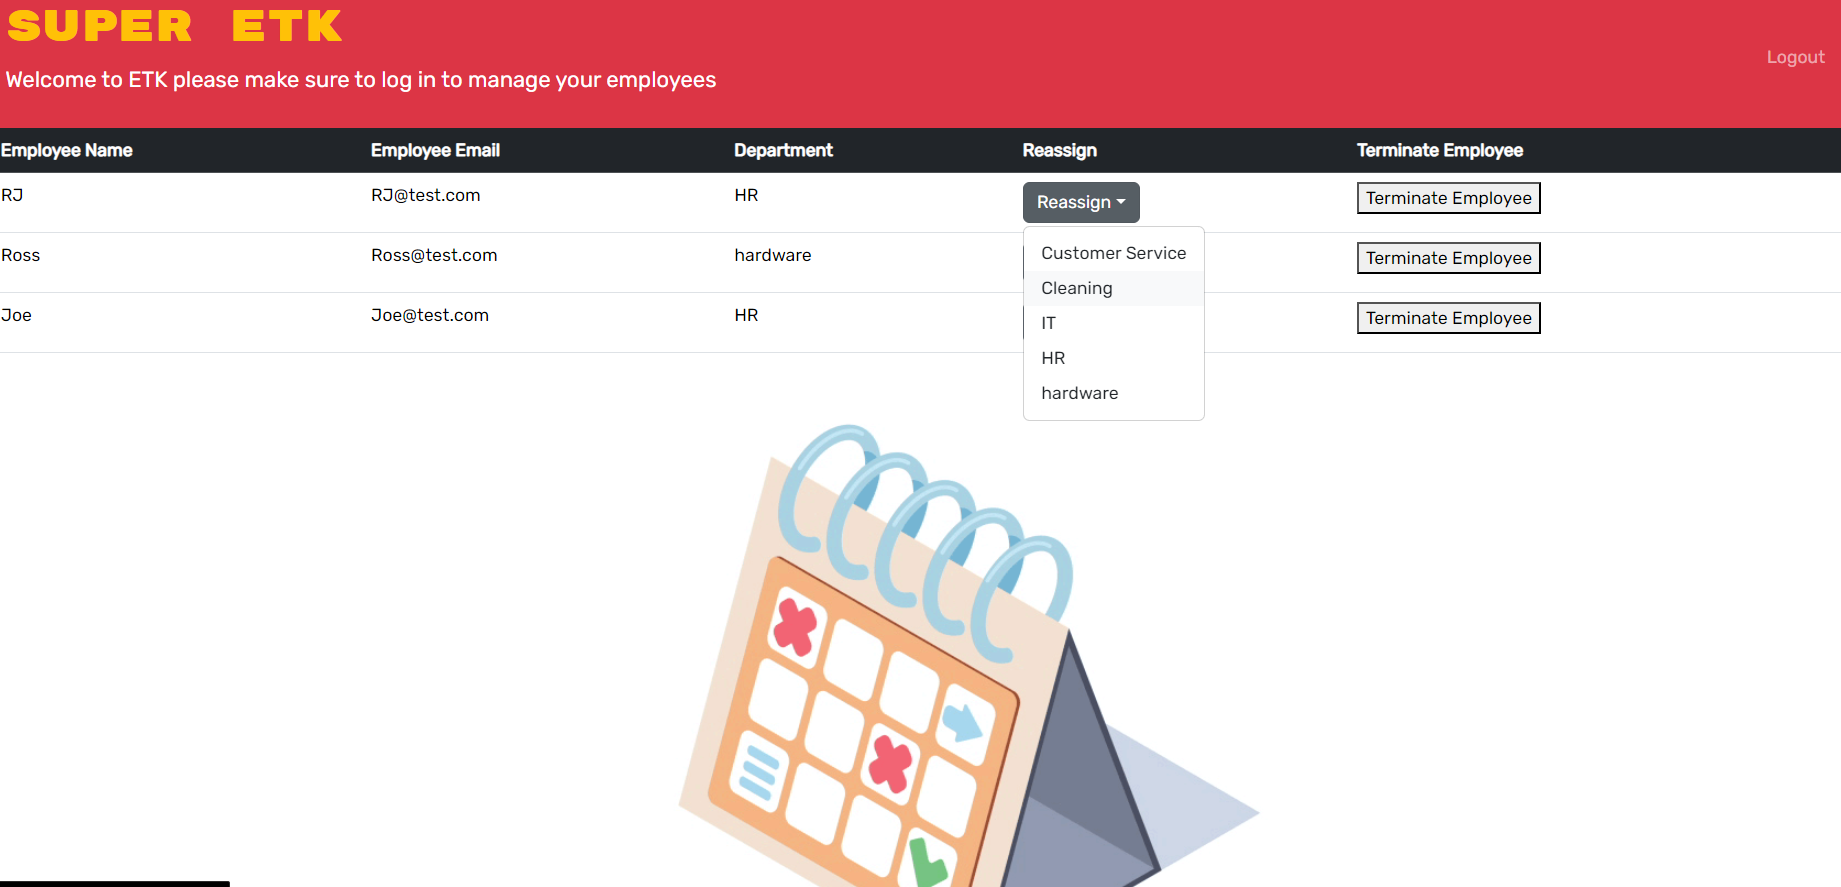 SUPER ETK
Logout
Welcome to ETK please make sure to log in to manage your employees
Employee Name Employee Email Department Reassign Terminate Employee
RJ RJ@test.com HR Reassign Terminate Employee
Ross Ross@test.com hardware Terminate Employee
Joe Joe@test.com HR Terminate Employee
Customer Service
Cleaning
IT
HR
hardware